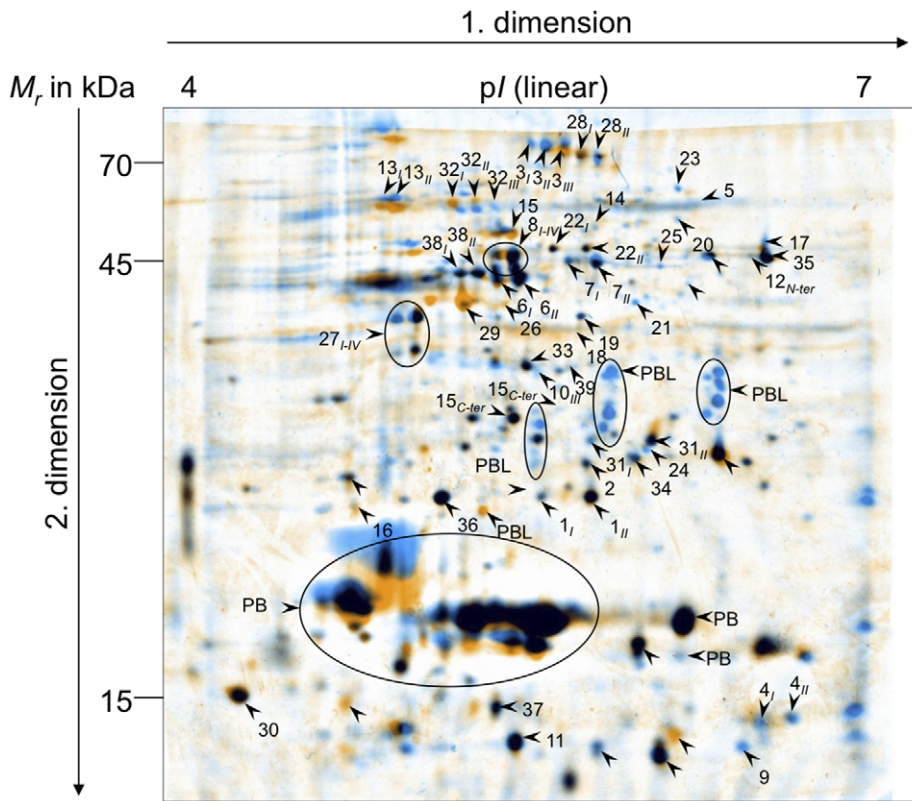 1. dimension
Mr in kDa
4
pI (linear)
7
2. dimension
28I 28II
70
3I 3II 3III
23
13I 13II
32I 32II 32III
5
15
14
8I-IV
22I
38I 38II
22II
25
20
17
45
35
7I 7II
12N-ter
6I 6II
29
26
21
27I-IV
19
33
18
PBL
PBL
39
10III
15C-ter
15C-ter
31II
PBL
31I
24
34
2
16
36
PBL
1I
1II
PB
PB
PB
15
4I 4II
30
37
11
9